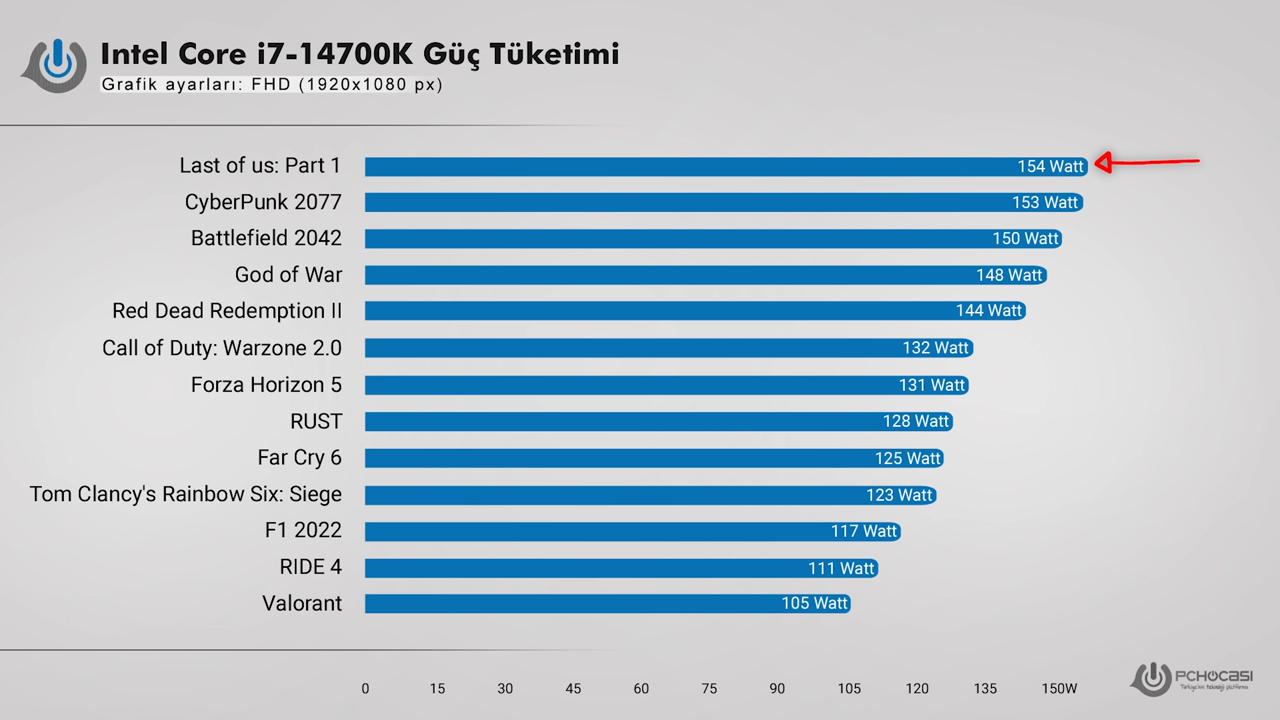 Intel Core i7-14700K Güç Tüketimi
Grafik ayarları: FHD (1920x1080 px)
Last of us: Part 1 154 Watt
CyberPunk 2077 153 Watt
Battlefield 2042 150 Watt
God of War 148 Watt
Red Dead Redemption II 144 Watt
Call of Duty: Warzone 2.0 132 Watt
Forza Horizon 5 131 Watt
RUST 128 Watt
Far Cry 6 125 Watt
Tom Clancy's Rainbow Six: Siege 123 Watt
F1 2022 117 Watt
RIDE 4 111 Watt
Valorant 105 Watt
0 15 30 45 60 75 90 105 120 135 150W
PCHOCASI
Türkiye'nin teknoloji platformu